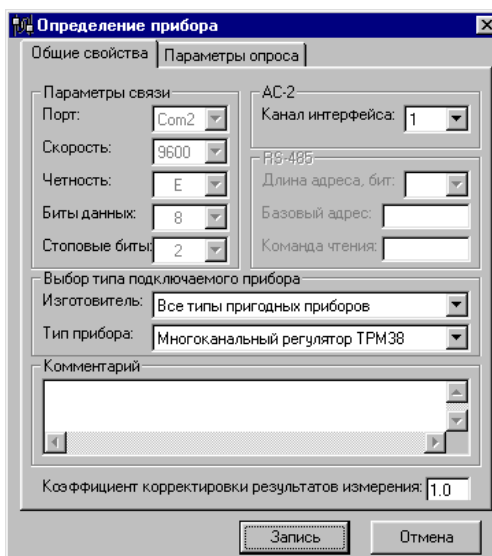 Определение прибора
Общие свойства
Параметры опроса
Параметры связи
Порт: Com2
Скорость: 9600
Четность: E
Биты данных: 8
Стоповые биты: 2
AC-2
Канал интерфейса: 1
RS-485
Длина адреса, бит:
Базовый адрес:
Команда чтения:
Выбор типа подключаемого прибора
Изготовитель: Все типы пригодных приборов
Тип прибора: Многоканальный регулятор ТРМ38
Комментарий
Коэффициент корректировки результатов измерения: 1.0
Запись
Отмена